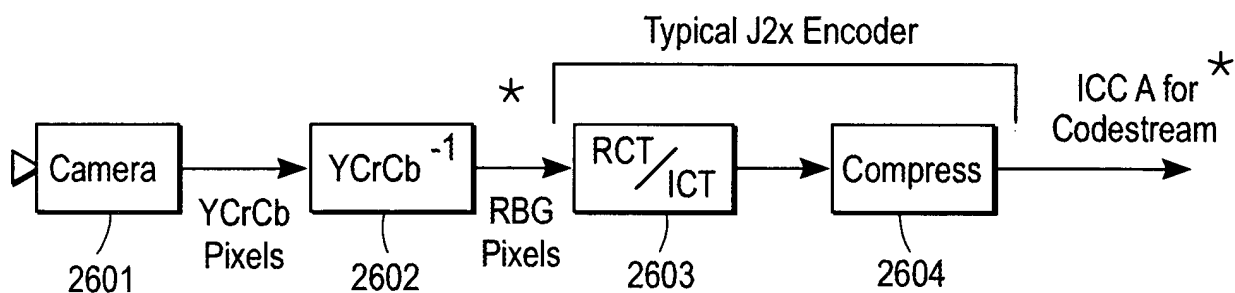 Typical J2x Encoder
*
*
ICC A for
Codestream
Camera
YCrCb -1
RCT/ICT
Compress
YCrCb
Pixels
RBG
Pixels
2601
2602
2603
2604